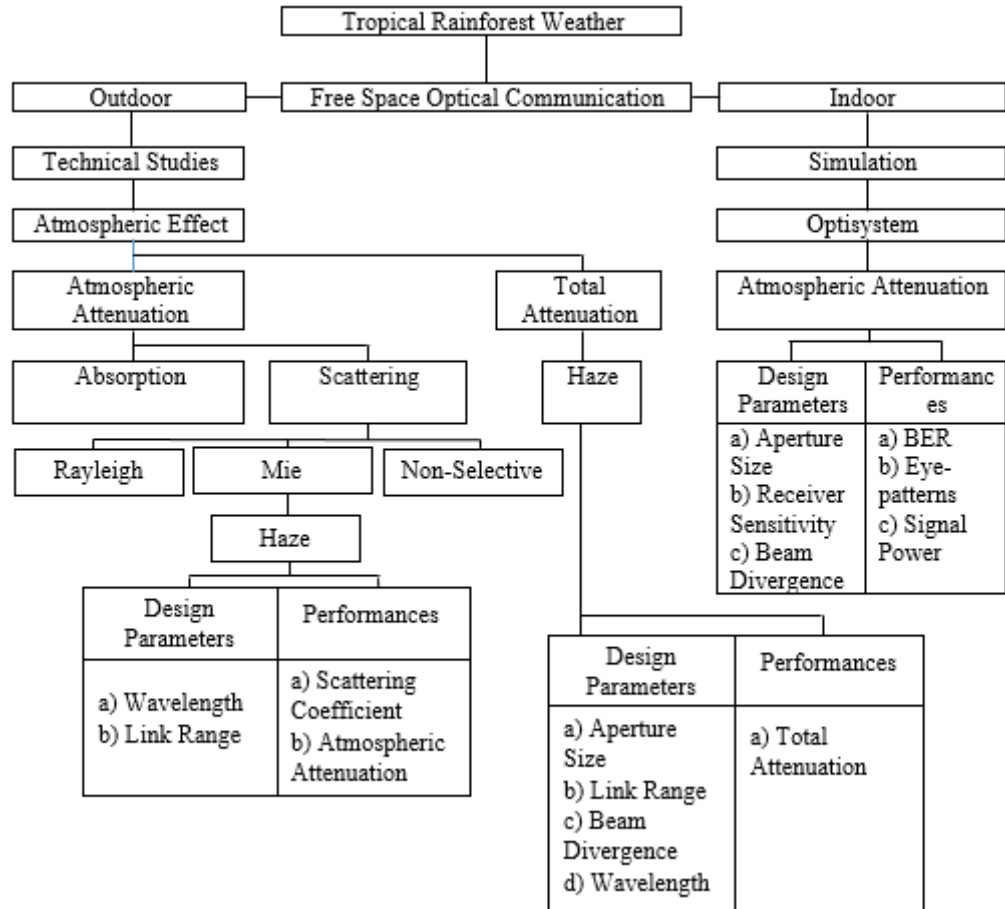 Tropical Rainforest Weather
Outdoor
Free Space Optical Communication
Indoor
Technical Studies
Simulation
Atmospheric Effect
Optisystem
Atmospheric
Attenuation
Total
Attenuation
Atmospheric Attenuation
Absorption
Scattering
Haze
Design
Parameters
Performanc
es
a) Aperture
Size
b) Receiver
Sensitivity
c) Beam
Divergence
a) BER
b) Eye-
patterns
c) Signal
Power
Rayleigh
Mie
Non-Selective
Haze
Design
Parameters
Performances
a) Wavelength
b) Link Range
a) Scattering
Coefficient
b) Atmospheric
Attenuation
Design
Parameters
Performances
a) Aperture
Size
b) Link Range
c) Beam
Divergence
d) Wavelength
a) Total
Attenuation